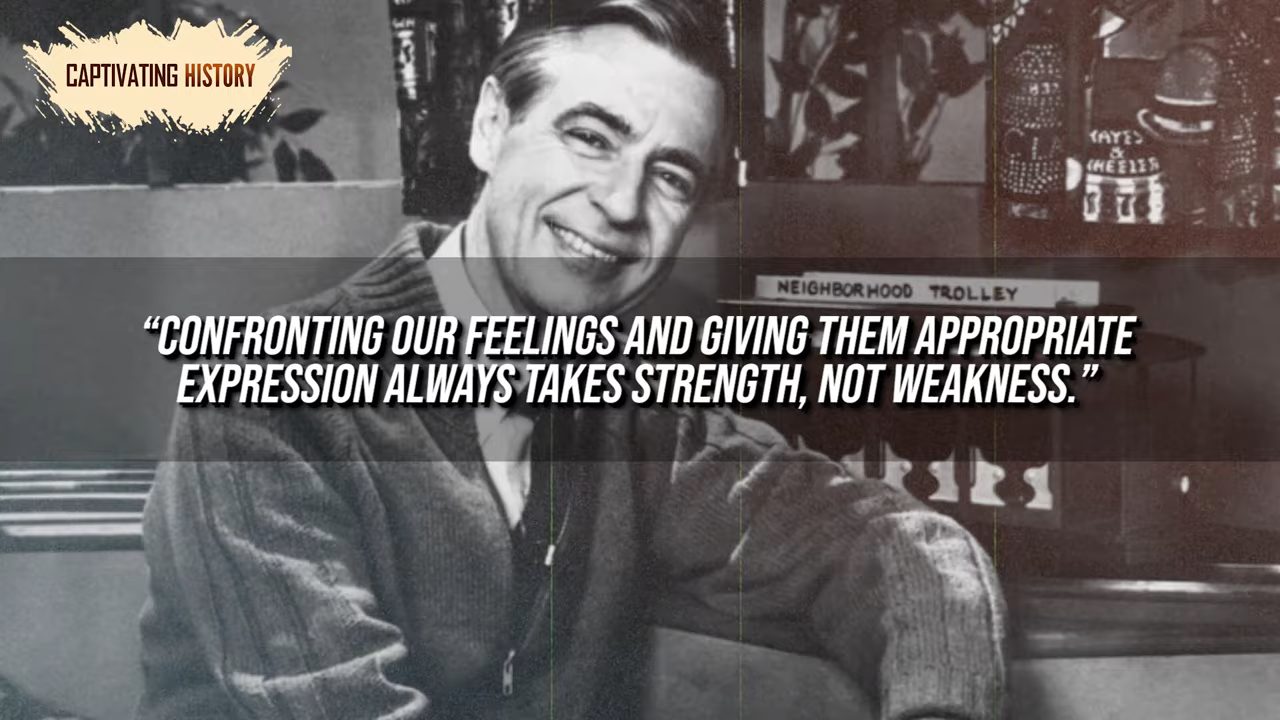 CAPTIVATING HISTORY
NEIGHBORHOOD TROLLEY
“CONFRONTING OUR FEELINGS AND GIVING THEM APPROPRIATE
EXPRESSION ALWAYS TAKES STRENGTH, NOT WEAKNESS.”